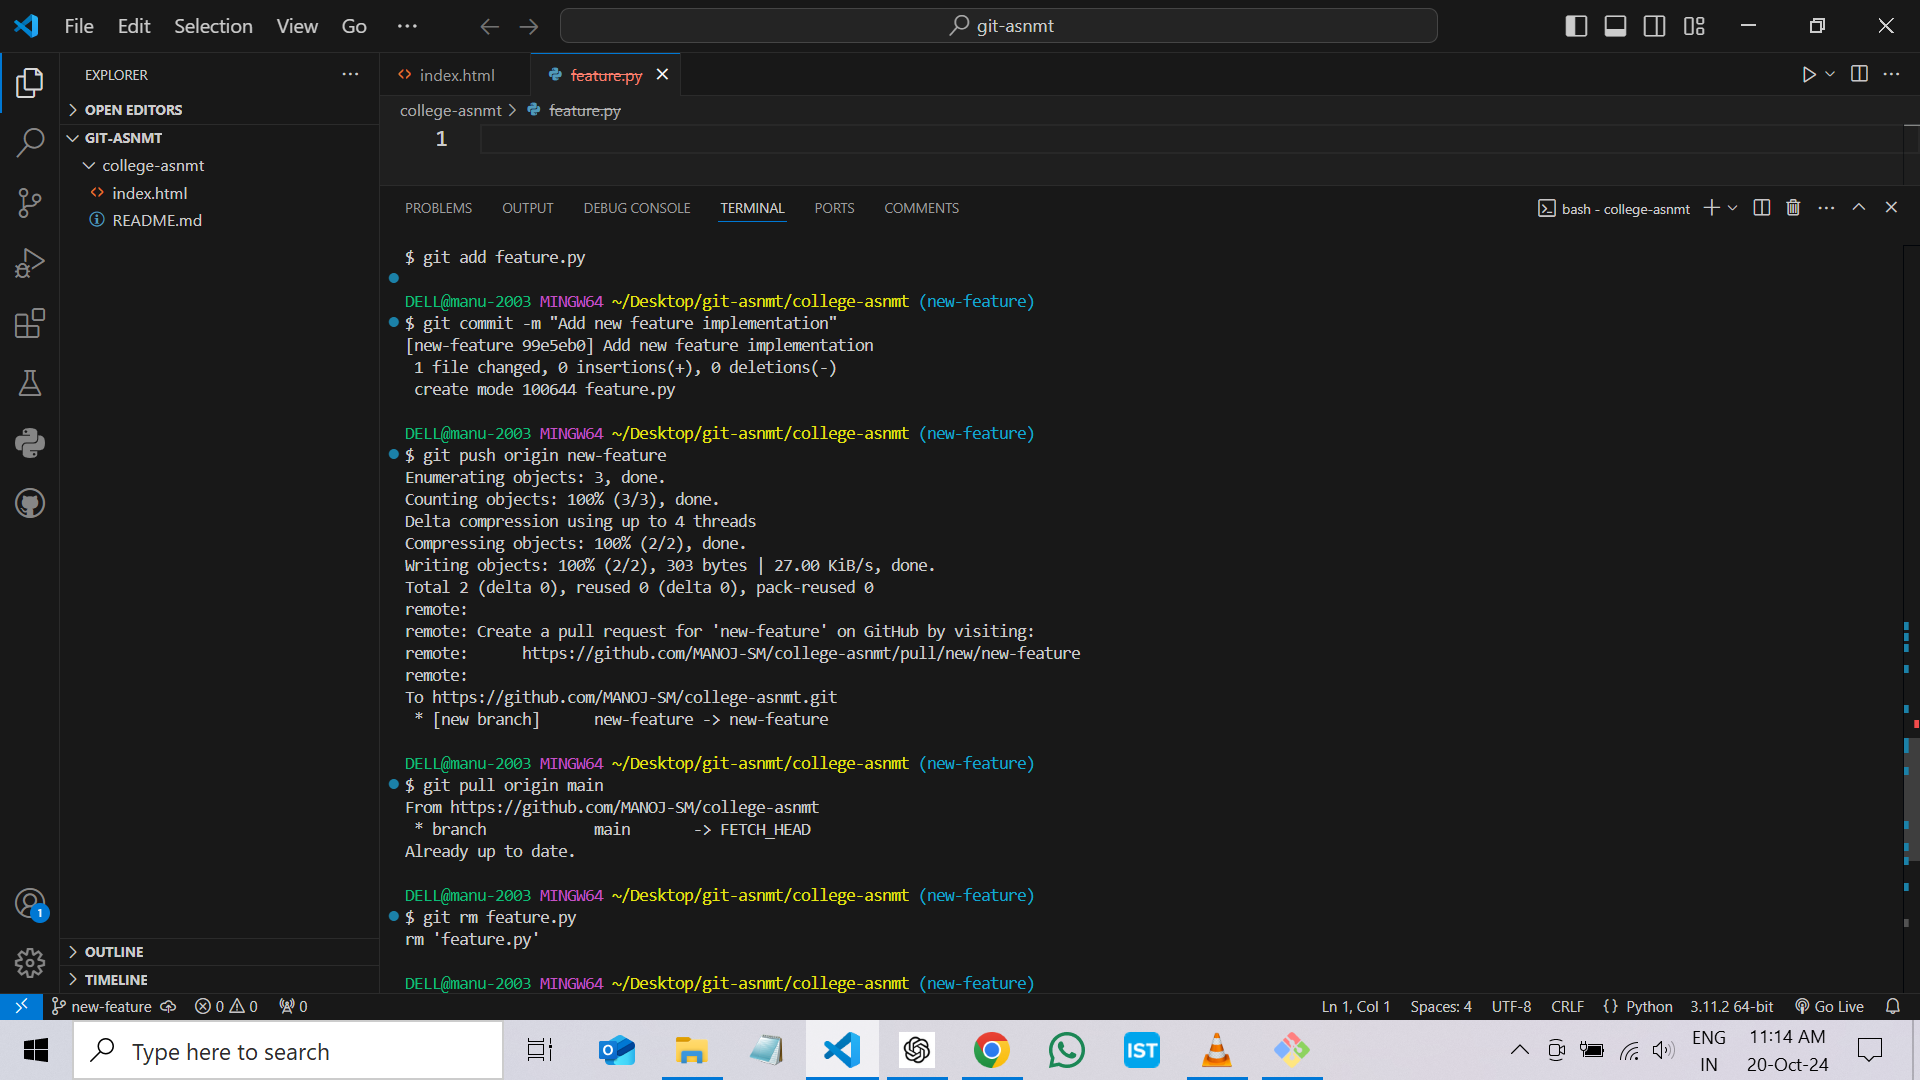 File Edit Selection View Go ···
git-asnmt
EXPLORER
OPEN EDITORS
GIT-ASNMT
college-asnmt
index.html
README.md
OUTLINE
TIMELINE
index.html
feature.py
college-asnmt > feature.py
1
PROBLEMS OUTPUT DEBUG CONSOLE TERMINAL PORTS COMMENTS
bash - college-asnmt
$ git add feature.py
DELL@manu-2003 MINGW64 ~/Desktop/git-asnmt/college-asnmt (new-feature)
$ git commit -m "Add new feature implementation"
[new-feature 99e5eb0] Add new feature implementation
1 file changed, 0 insertions(+), 0 deletions(-)
create mode 100644 feature.py
DELL@manu-2003 MINGW64 ~/Desktop/git-asnmt/college-asnmt (new-feature)
$ git push origin new-feature
Enumerating objects: 3, done.
Counting objects: 100% (3/3), done.
Delta compression using up to 4 threads
Compressing objects: 100% (2/2), done.
Writing objects: 100% (2/2), 303 bytes | 27.00 KiB/s, done.
Total 2 (delta 0), reused 0 (delta 0), pack-reused 0
remote:
remote: Create a pull request for 'new-feature' on GitHub by visiting:
remote:      https://github.com/MANOJ-SM/college-asnmt/pull/new/new-feature
remote:
To https://github.com/MANOJ-SM/college-asnmt.git
* [new branch]      new-feature -> new-feature
DELL@manu-2003 MINGW64 ~/Desktop/git-asnmt/college-asnmt (new-feature)
$ git pull origin main
From https://github.com/MANOJ-SM/college-asnmt
* branch            main       -> FETCH_HEAD
Already up to date.
DELL@manu-2003 MINGW64 ~/Desktop/git-asnmt/college-asnmt (new-feature)
$ git rm feature.py
rm 'feature.py'
DELL@manu-2003 MINGW64 ~/Desktop/git-asnmt/college-asnmt (new-feature)
1
new-feature 0 0 0
Ln 1, Col 1 Spaces: 4 UTF-8 CRLF {} Python 3.11.2 64-bit Go Live
Type here to search
IST
ENG
IN
11:14 AM
20-Oct-24